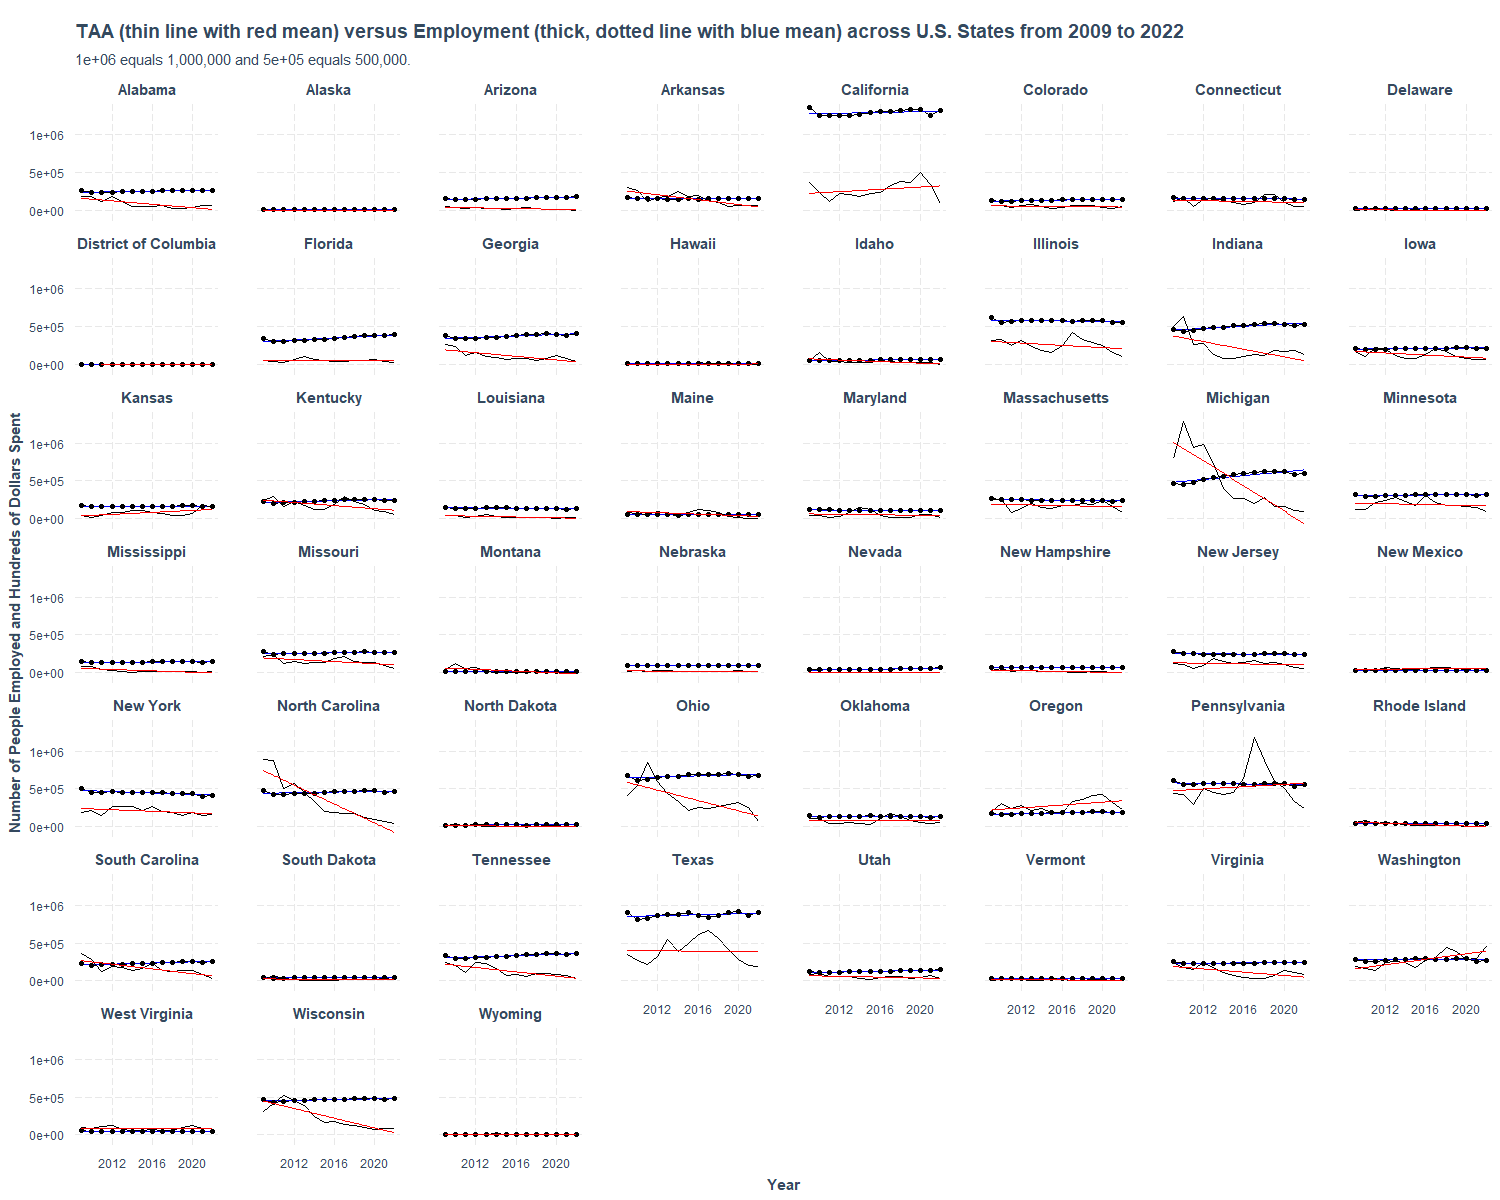 TAA (thin line with red mean) versus Employment (thick, dotted line with blue mean) across U.S. States from 2009 to 2022
1e+06 equals 1,000,000 and 5e+05 equals 500,000.
Alabama Alaska Arizona Arkansas California Colorado Connecticut Delaware
1e+06
5e+05
0e+00
District of Columbia Florida Georgia Hawaii Idaho Illinois Indiana Iowa
1e+06
5e+05
0e+00
Kansas Kentucky Louisiana Maine Maryland Massachusetts Michigan Minnesota
1e+06
5e+05
0e+00
Number of People Employed and Hundreds of Dollars Spent
Mississippi Missouri Montana Nebraska Nevada New Hampshire New Jersey New Mexico
1e+06
5e+05
0e+00
New York North Carolina North Dakota Ohio Oklahoma Oregon Pennsylvania Rhode Island
1e+06
5e+05
0e+00
South Carolina South Dakota Tennessee Texas Utah Vermont Virginia Washington
1e+06
5e+05
0e+00
2012 2016 2020 2012 2016 2020 2012 2016 2020 2012 2016 2020 2012 2016 2020
West Virginia Wisconsin Wyoming
1e+06
5e+05
0e+00
2012 2016 2020 2012 2016 2020 2012 2016 2020
Year